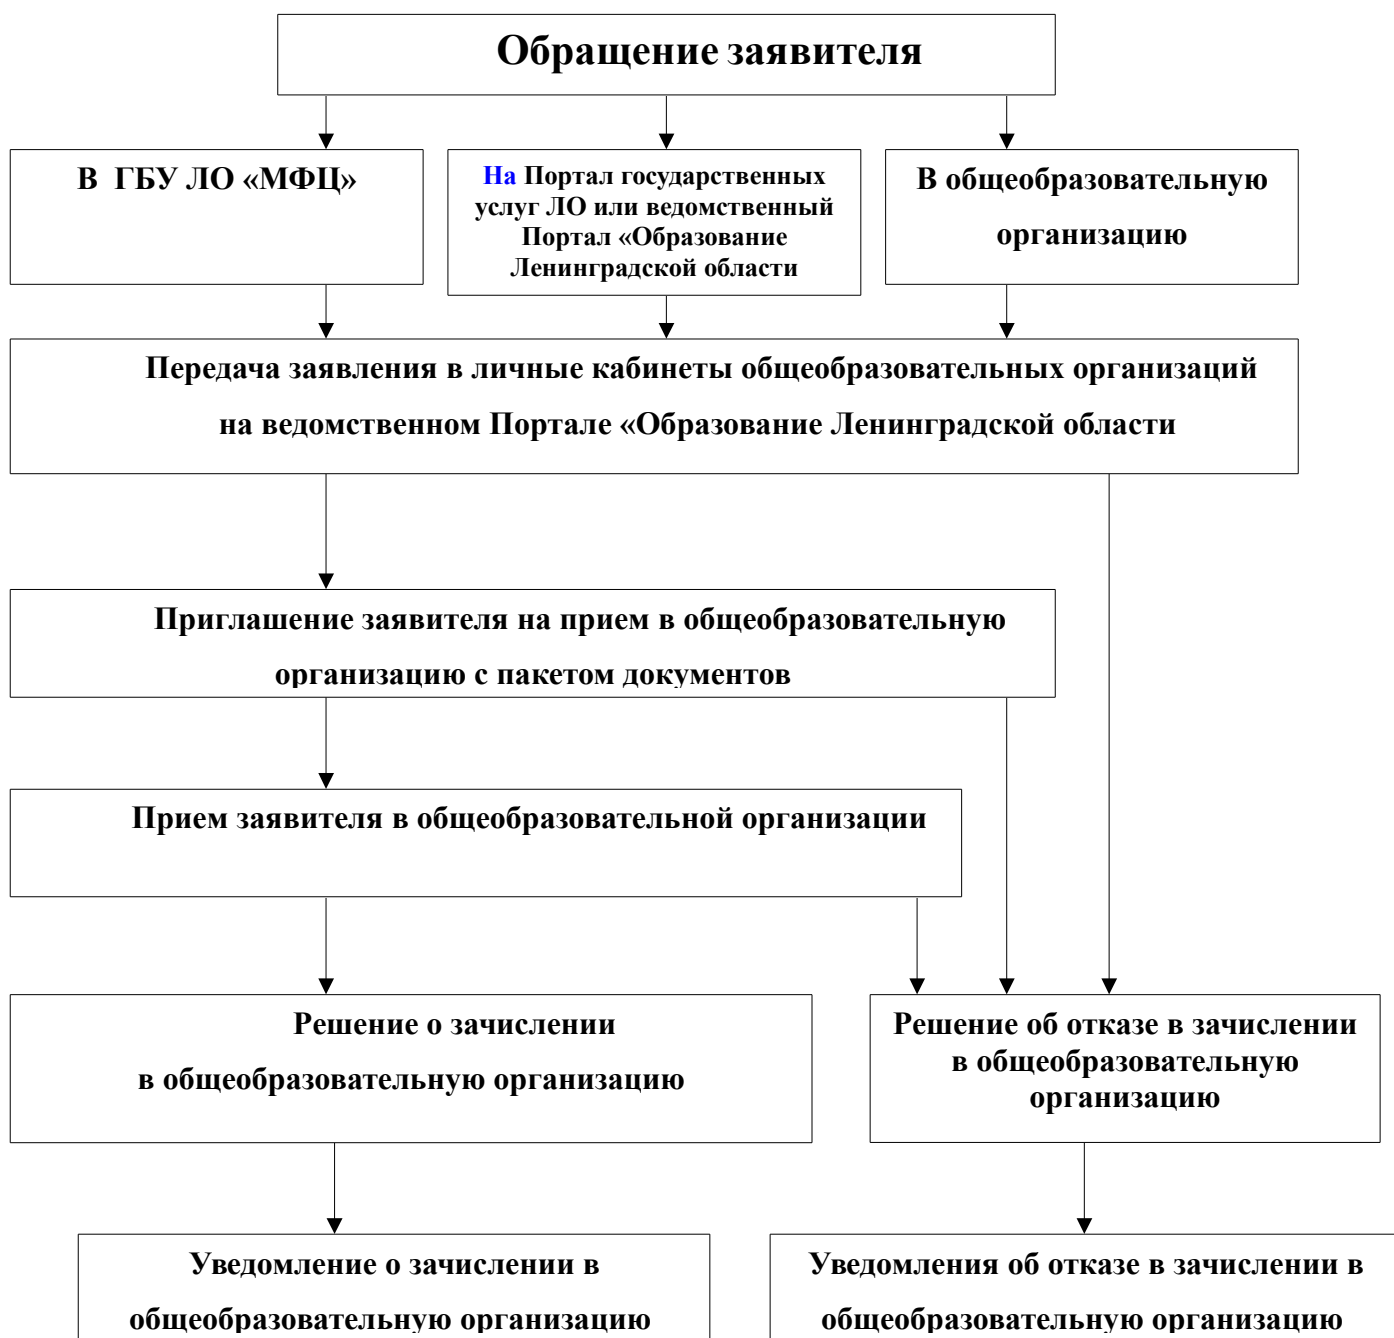 Обращение заявителя
В ГБУ ЛО «МФЦ»
На Портал государственных
услуг ЛО или ведомственный
Портал «Образование
Ленинградской области
В общеобразовательную
организацию
Передача заявления в личные кабинеты общеобразовательных организаций
на ведомственном Портале «Образование Ленинградской области
Приглашение заявителя на прием в общеобразовательную
организацию с пакетом документов
Прием заявителя в общеобразовательной организации
Решение о зачислении
в общеобразовательную организацию
Решение об отказе в зачислении
в общеобразовательную
организацию
Уведомление о зачислении в
общеобразовательную организацию
Уведомления об отказе в зачислении в
общеобразовательную организацию